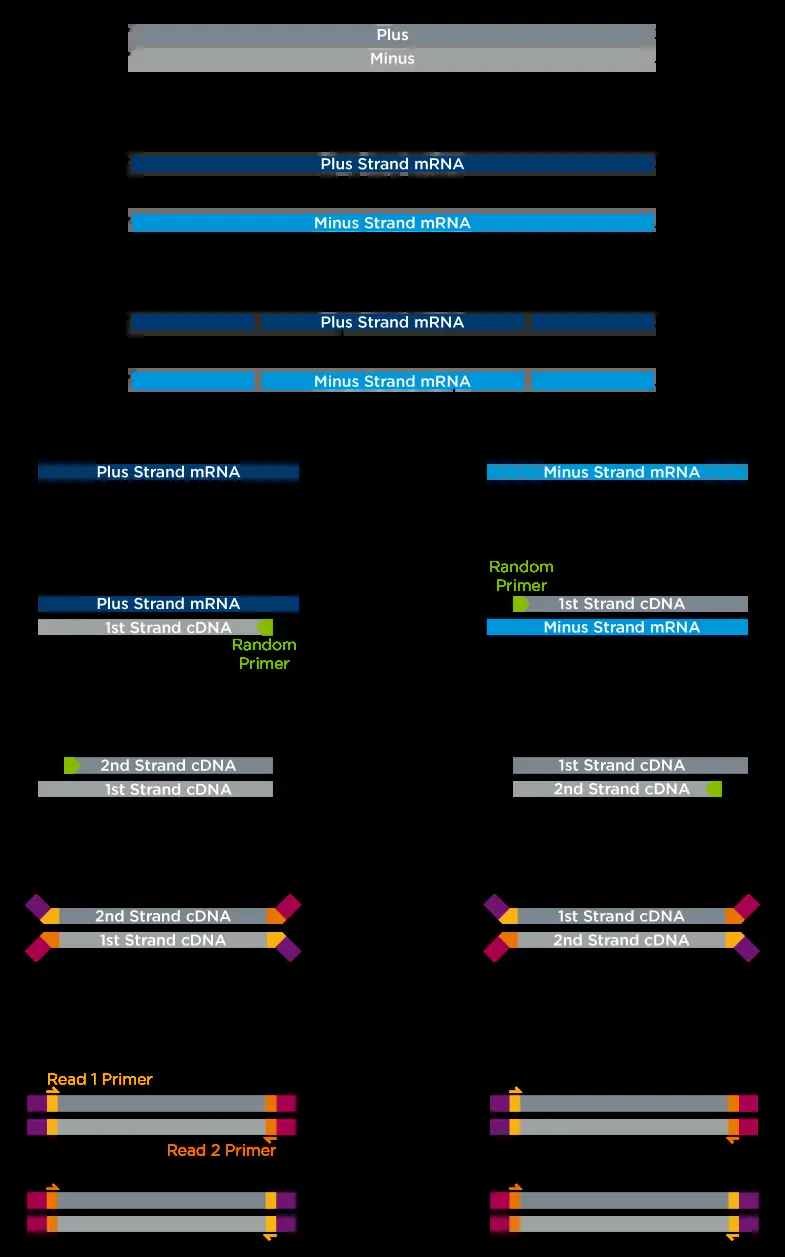 Plus
Minus
Plus Strand mRNA
Minus Strand mRNA
Plus Strand mRNA
Minus Strand mRNA
Plus Strand mRNA
Minus Strand mRNA
Random
Primer
Plus Strand mRNA
1st Strand cDNA
1st Strand cDNA
Minus Strand mRNA
Random
Primer
2nd Strand cDNA
1st Strand cDNA
1st Strand cDNA
2nd Strand cDNA
2nd Strand cDNA
1st Strand cDNA
1st Strand cDNA
2nd Strand cDNA
Read 1 Primer
Read 2 Primer